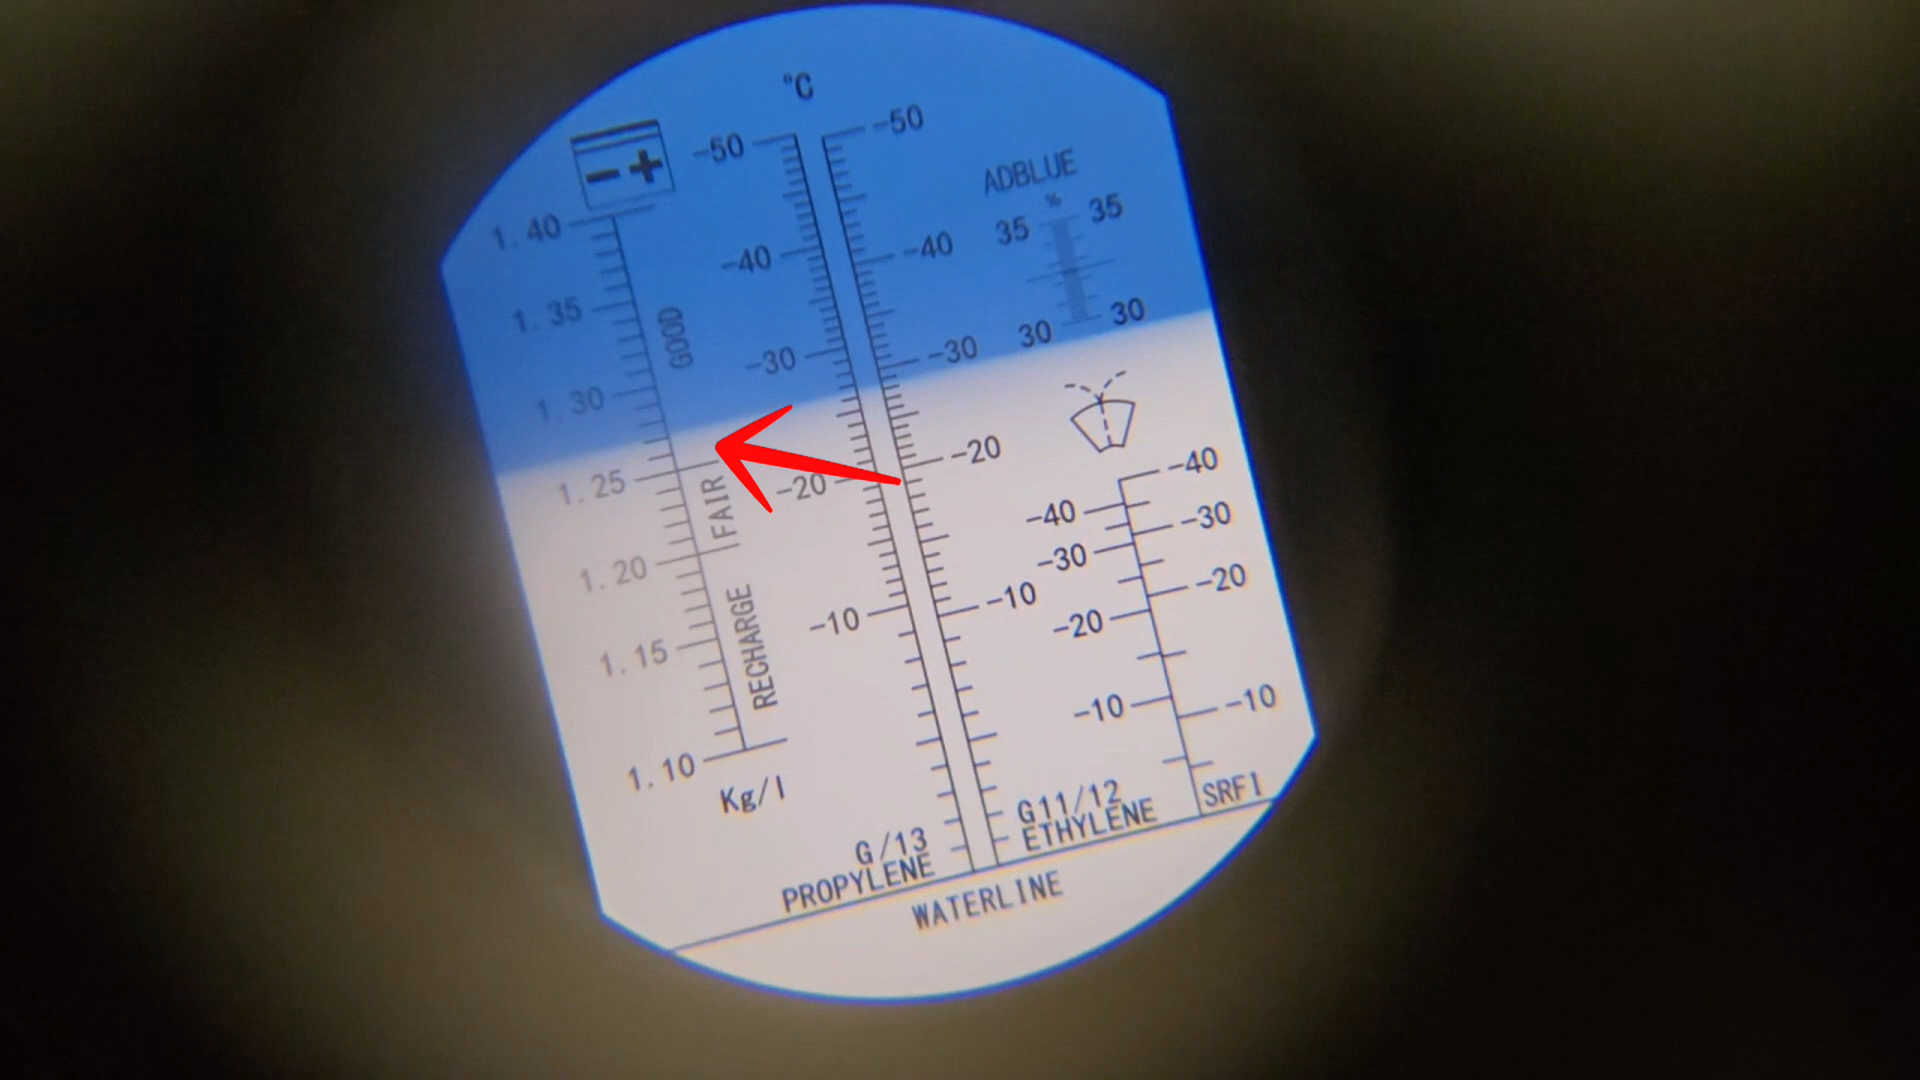 °C
-50 -50
- +
ADBLUE
%
35 35
1.40
-40 -40
1.35
GOOD
30 30
-30 -30
1.30
-20 -20
1.25
FAIR
-40 -40
-30 -30
1.20
-20 -20
-10 -10
1.15
RECHARGE
-10 -10
1.10
Kg/l
G/13
PROPYLENE
G11/12
ETHYLENE
SRF1
WATERLINE